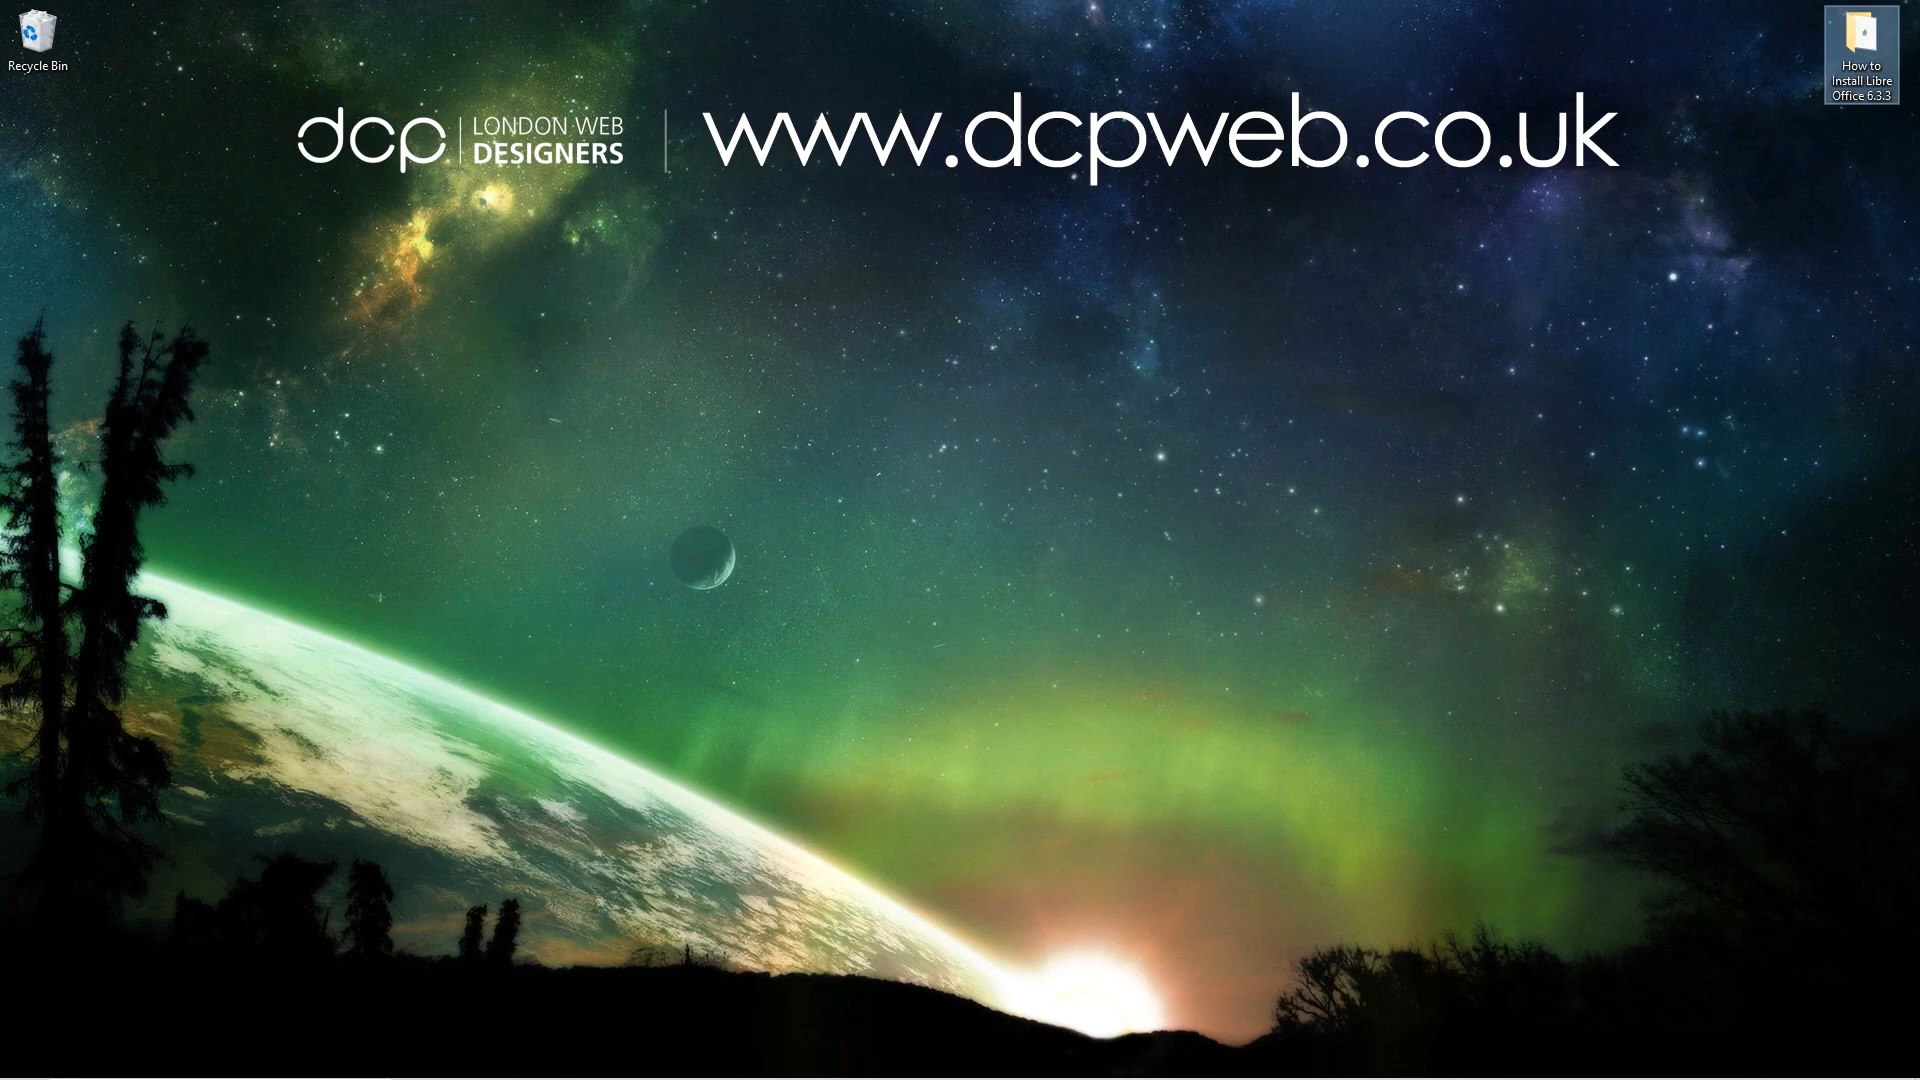 Recycle Bin
How to
Install Libre
Office 6.3.3
dcp
LONDON WEB
DESIGNERS
www.dcpweb.co.uk